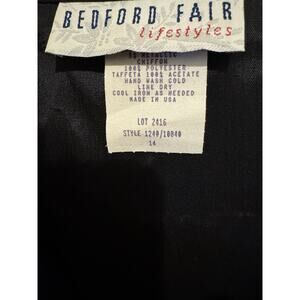 BEDFORD FAIR
lifestyles
METALLIC
CHIFFON
100% POLYESTER
TAFFETA 100% ACETATE
HAND WASH COLD
LINE DRY
COOL IRON AS NEEDED
MADE IN USA
LOT 2416
STYLE 1240/10840
14